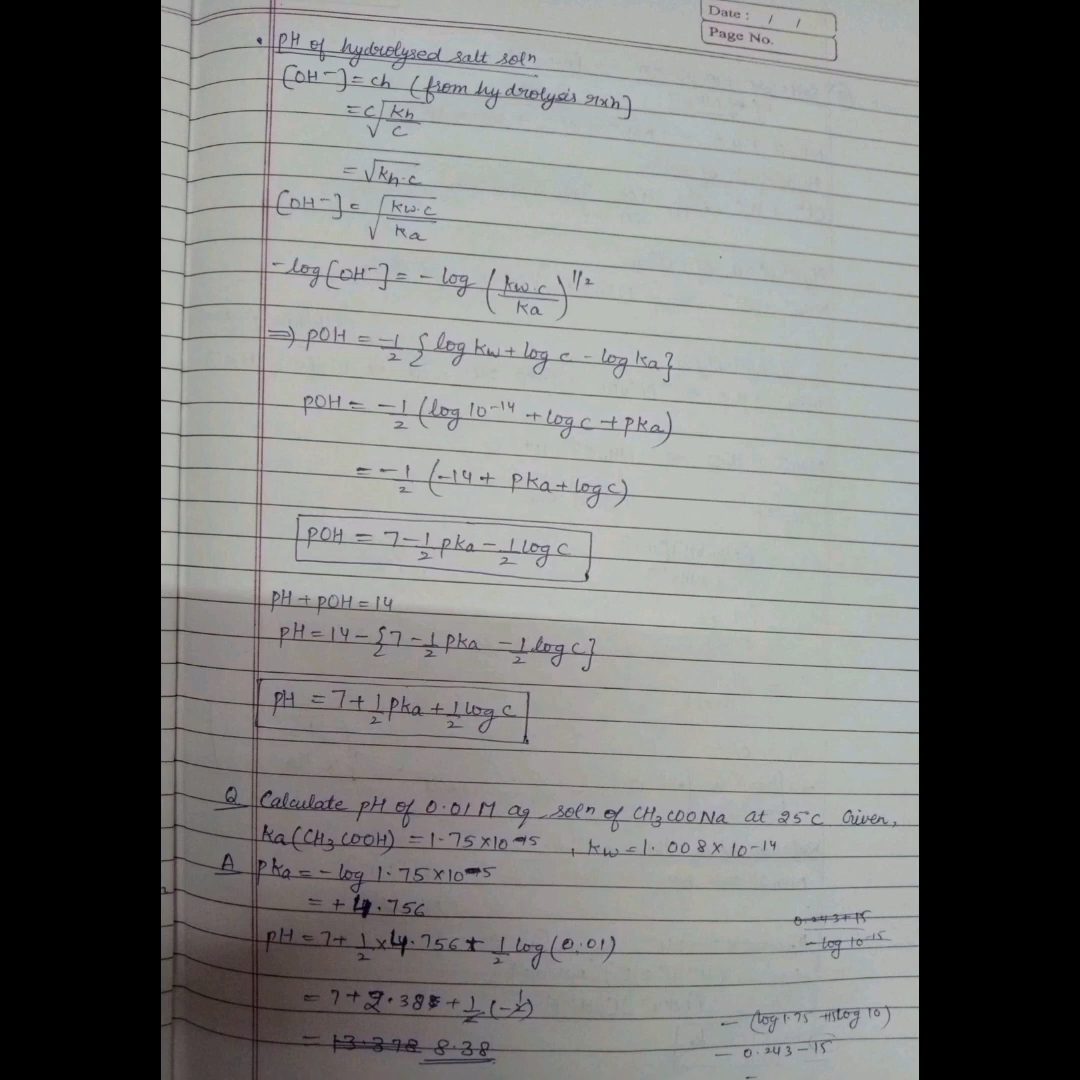 Date : / /
Page No.
• pH of hydrolysed salt soln
[OH⁻] = ch (from hydrolysis rxn]
= c√(kh/c)
= √kh.c
[OH⁻] = √(kw.c/ka)
-log[OH⁻] = -log (kw.c/ka)^1/2
⇒ pOH = -1/2 {log kw + log c - log ka}
pOH = -1/2 (log 10⁻¹⁴ + log c + pka)
= -1/2 (-14 + pka + log c)
pOH = 7 - 1/2 pka - 1/2 log c
pH + pOH = 14
pH = 14 - {7 - 1/2 pka - 1/2 log c}
pH = 7 + 1/2 pka + 1/2 log c
Q Calculate pH of 0.01M aq. soln of CH₃COONa at 25°C Given,
ka(CH₃COOH) = 1.75×10⁻⁵ , kw = 1.008×10⁻¹⁴
A pka = -log 1.75×10⁻⁵
= +4.756
0.243+15
-log 10⁻¹⁵
pH = 7 + 1/2 × 4.756 + 1/2 log(0.01)
= 7 + 2.38 + 1/2 (-2)
- (log 1.75 + 15 log 10)
= 13.378 8.38
- 0.243 - 15